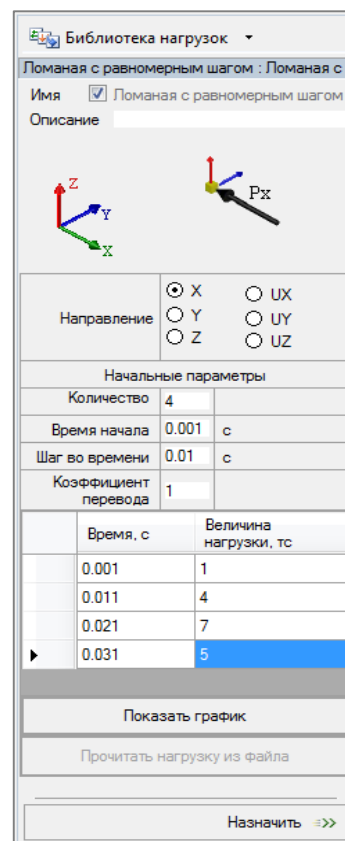 Библиотека нагрузок
Ломаная с равномерным шагом : Ломаная с
Имя Ломаная с равномерным шагом
Описание
Z
Y
X
Px
Направление
X UX
Y UY
Z UZ
Начальные параметры
Количество 4
Время начала 0.001 с
Шаг во времени 0.01 с
Коэффициент
перевода 1
Время, с Величина
нагрузки, тс
0.001 1
0.011 4
0.021 7
0.031 5
Показать график
Прочитать нагрузку из файла
Назначить